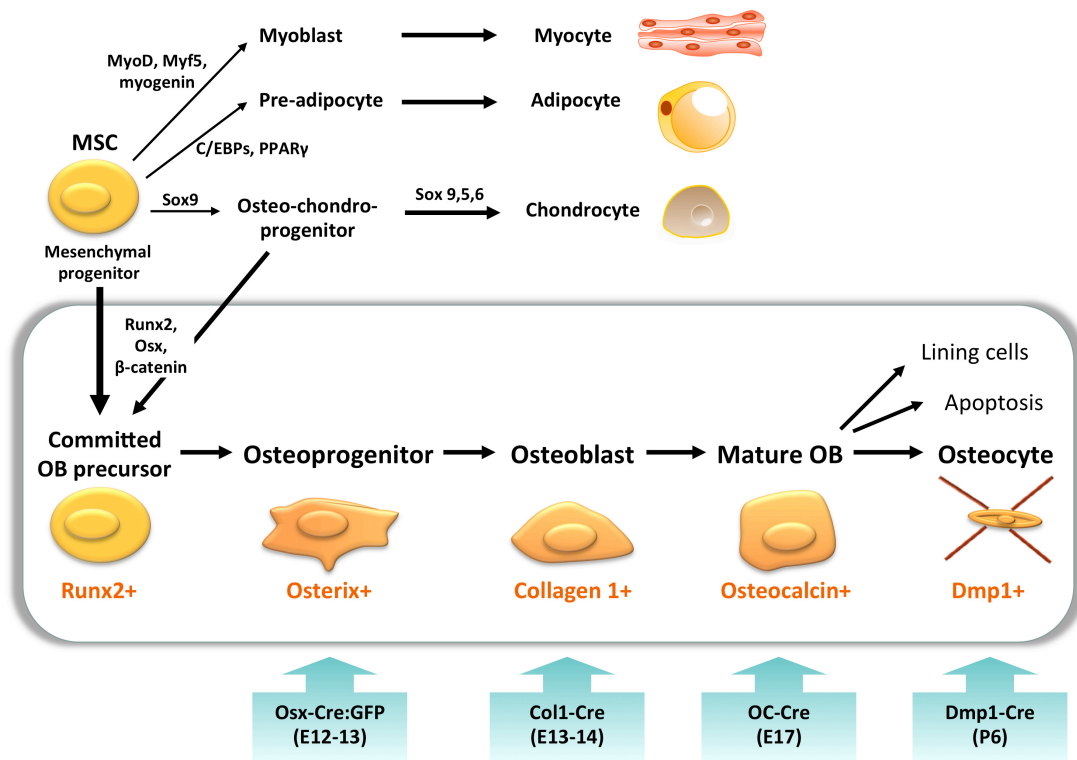 Myoblast
Myocyte
MyoD, Myf5,
myogenin
Pre-adipocyte
Adipocyte
MSC
C/EBPs, PPARγ
Sox9
Osteo-chondro-
progenitor
Sox 9,5,6
Chondrocyte
Mesenchymal
progenitor
Runx2,
Osx,
β-catenin
Lining cells
Apoptosis
Committed
OB precursor
Osteoprogenitor
Osteoblast
Mature OB
Osteocyte
Runx2+
Osterix+
Collagen 1+
Osteocalcin+
Dmp1+
Osx-Cre:GFP
(E12-13)
Col1-Cre
(E13-14)
OC-Cre
(E17)
Dmp1-Cre
(P6)